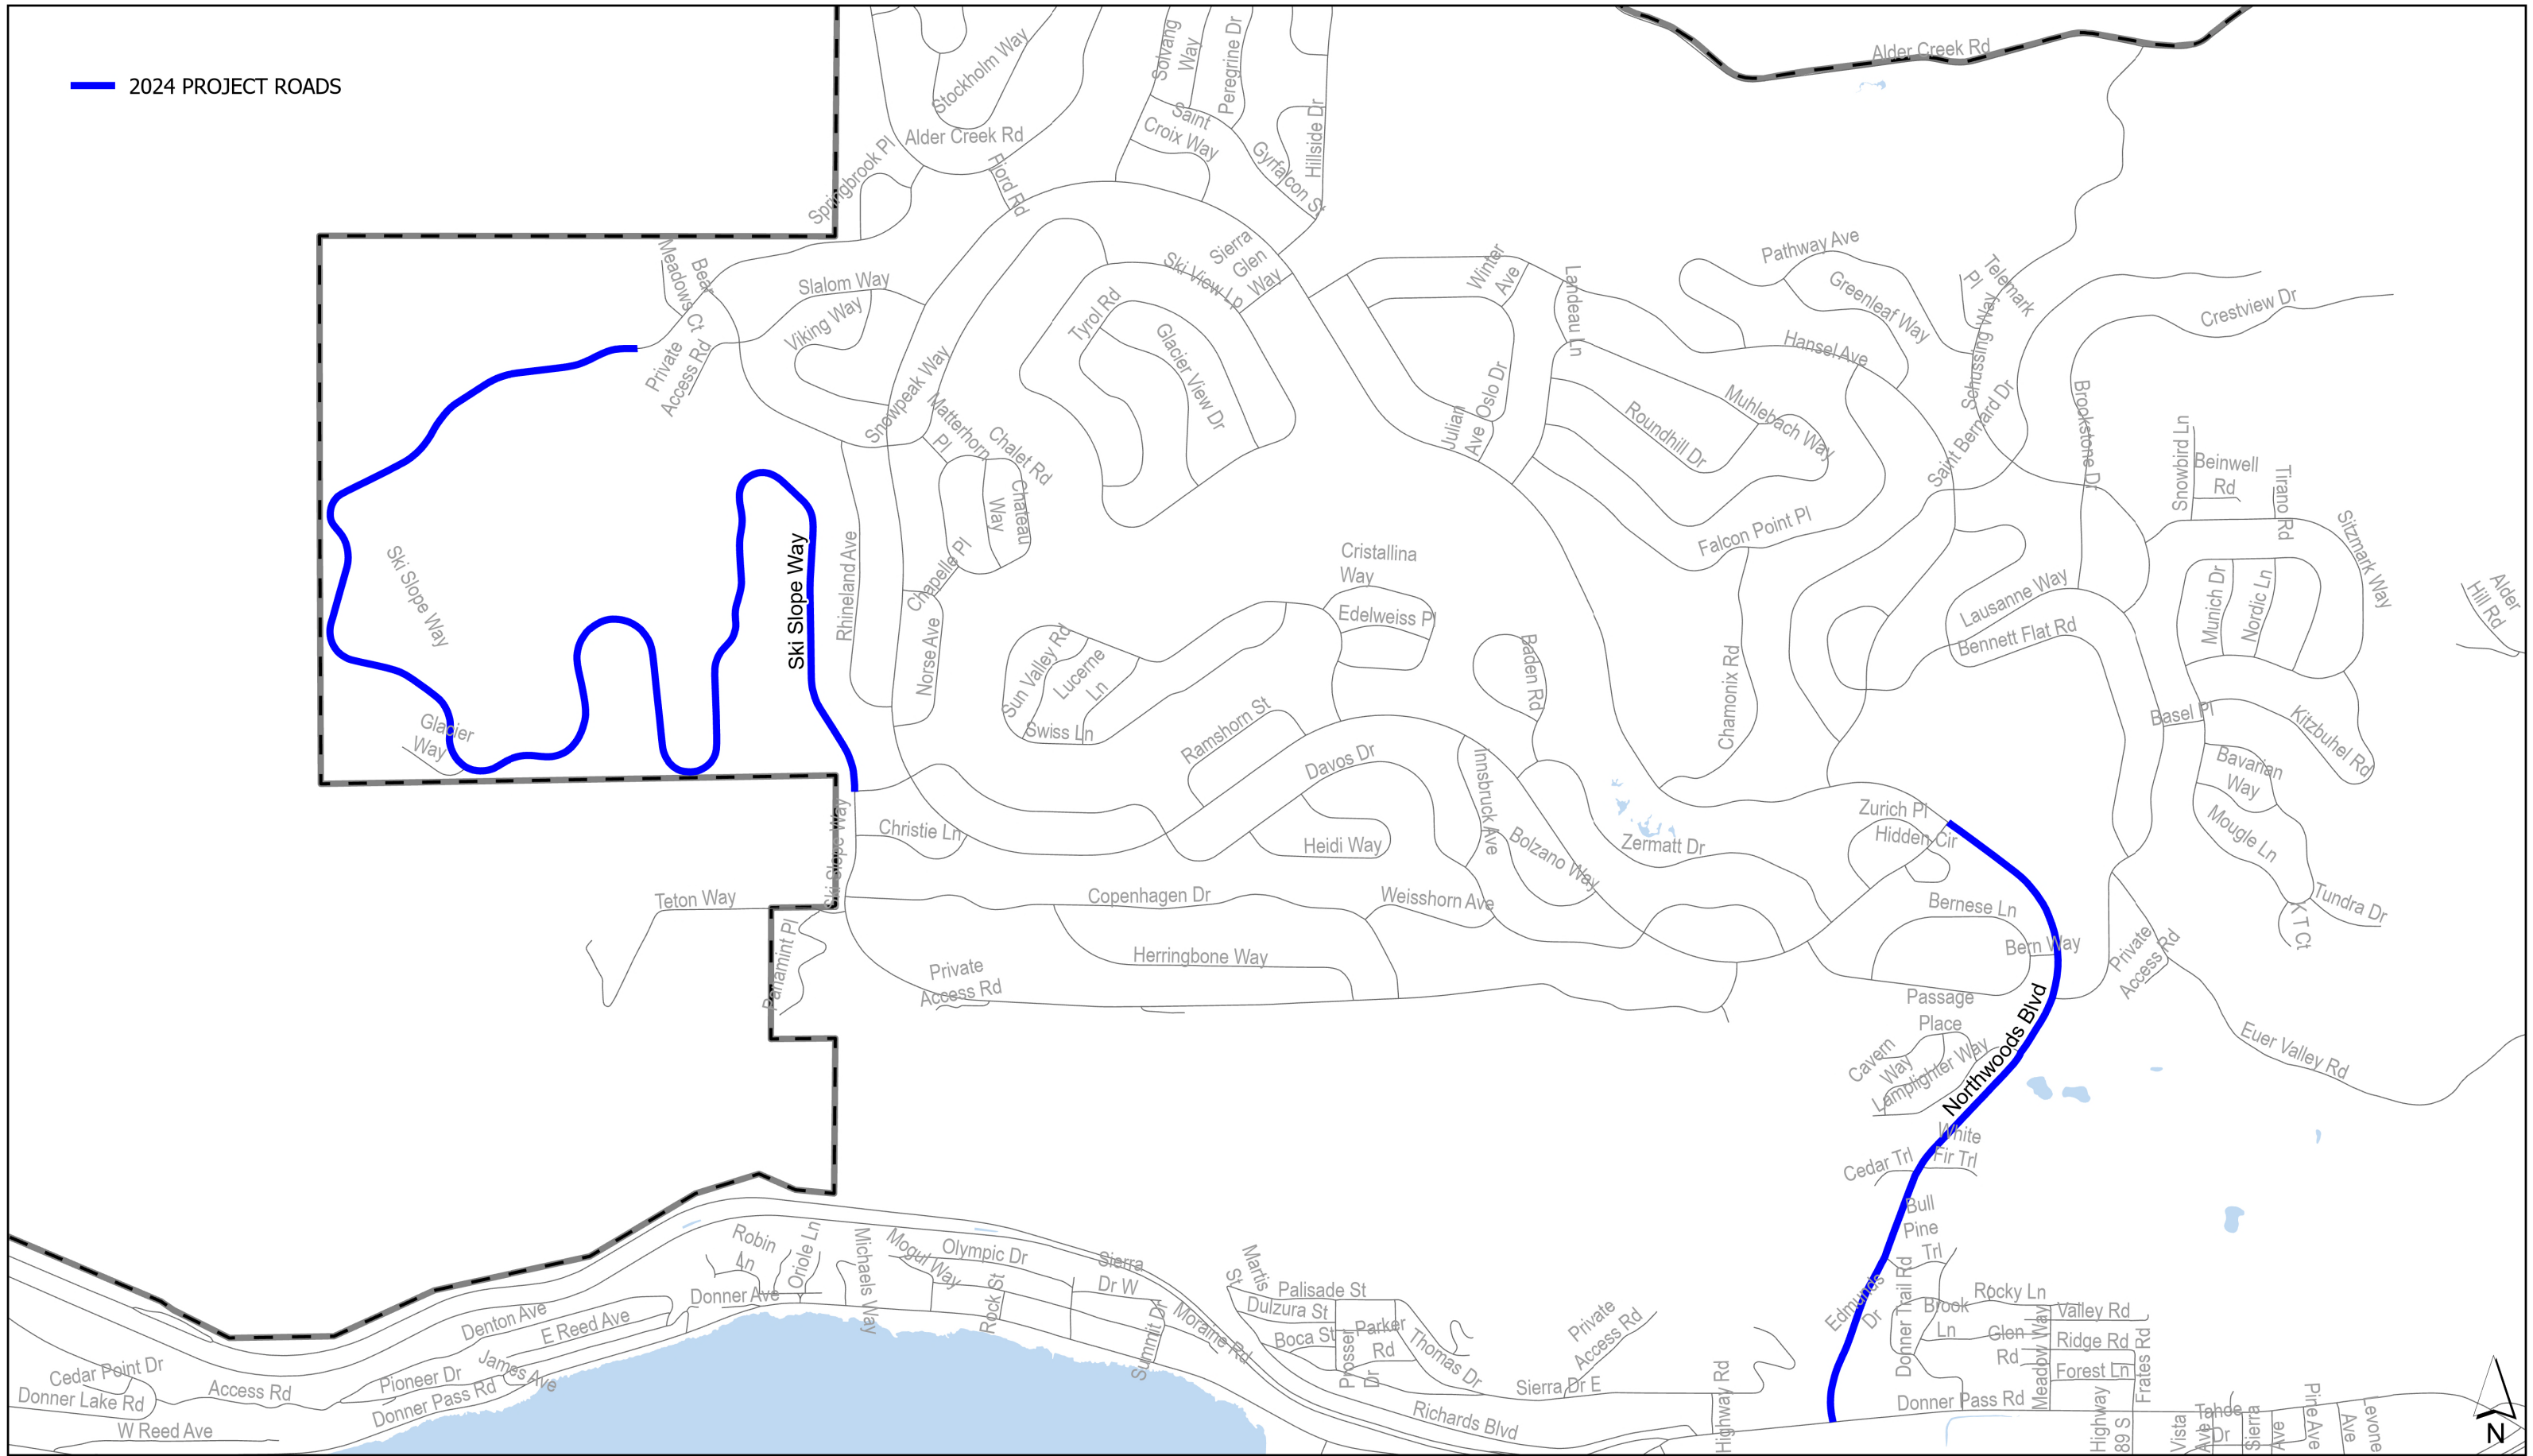 2024 PROJECT ROADS
Stockholm Way
Solvang
Way
Peregrine Dr
Alder Creek Rd
Alder Creek Rd
Saint
Croix Way
Hillside Dr
Gyrfalcon St
Springbrook Pl
Fjord Rd
Bear
Meadows Ct
Slalom Way
Viking Way
Private
Access Rd
Ski View Lp
Sierra
Glen
Way
Tyrol Rd
Glacier View Dr
Snowpeak Way
Matterhorn
Pl
Chalet Rd
Chateau
Way
Winter
Ave
Landeau Ln
Pathway Ave
Greenleaf Way
Telemark
Pl
Schussing Way
Crestview Dr
Hansel Ave
Julian
Ave
Oslo Dr
Roundhill Dr
Muhlebach Way
Saint Bernard Dr
Brookstone Dr
Snowbird Ln
Beinwell
Rd
Tirano Rd
Sitzmark Way
Falcon Point Pl
Ski Slope Way
Ski Slope Way
Rhineland Ave
Chapelle Pl
Norse Ave
Cristallina
Way
Edelweiss Pl
Sun Valley Rd
Lucerne
Ln
Swiss Ln
Baden Rd
Chamonix Rd
Lausanne Way
Bennett Flat Rd
Munich Dr
Nordic Ln
Alder
Hill Rd
Glacier
Way
Ramshorn St
Davos Dr
Innsbruck Ave
Basel Pl
Kitzbuhel Rd
Bavarian
Way
Mougle Ln
Ski Slope Way
Christie Ln
Heidi Way
Bolzano Way
Zermatt Dr
Zurich Pl
Hidden Cir
Teton Way
Copenhagen Dr
Weisshorn Ave
Bernese Ln
Bern Way
Tundra Dr
K T Ct
Panamint Pl
Private
Access Rd
Herringbone Way
Private
Access Rd
Passage
Place
Cavern
Way
Lamplighter Way
Northwoods Blvd
Euer Valley Rd
White
Fir Trl
Cedar Trl
Bull
Pine
Trl
Robin
Ln
Oriole Ln
Michaels Way
Mogul Way
Olympic Dr
Sierra
Dr W
Rock St
Donner Ave
Summit Dr
Moraine Rd
Martis
St
Palisade St
Dulzura St
Boca St
Prosser
Dr
Parker
Rd
Thomas Dr
Private
Access Rd
Edmunds
Dr
Donner Trail Rd
Rocky Ln
Brook
Ln
Glen
Rd
Meadow Way
Valley Rd
Ridge Rd
Forest Ln
Frates Rd
Denton Ave
E Reed Ave
Cedar Point Dr
Donner Lake Rd
Access Rd
Pioneer Dr
James Ave
Donner Pass Rd
W Reed Ave
Richards Blvd
Sierra Dr E
Highway Rd
Donner Pass Rd
Highway
89 S
Vista
Ave
Tahoe
Dr
Sierra
Ave
Pine Ave
Levone
Ave
N